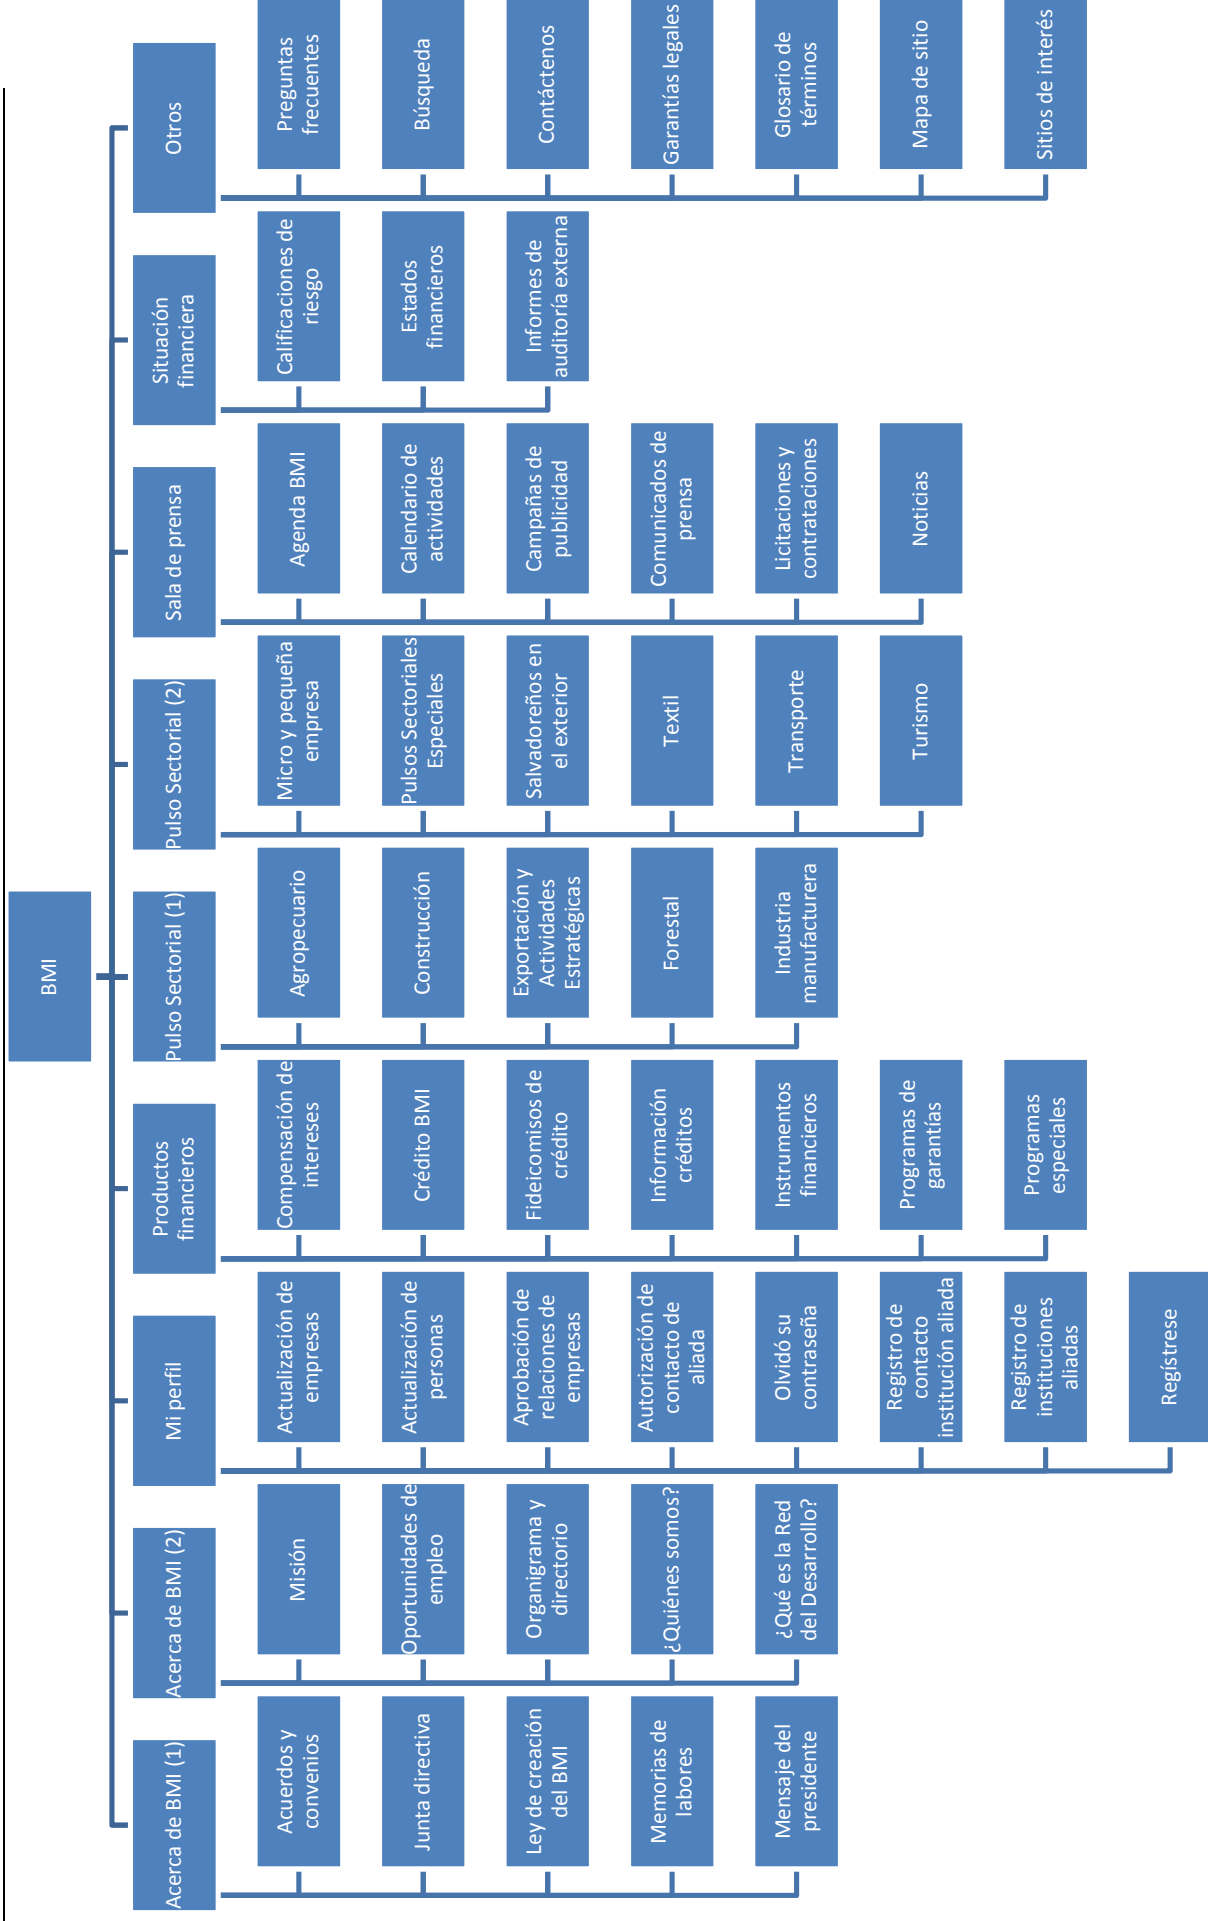 BMI
Acerca de BMI (1)
Acuerdos y
convenios
Junta directiva
Ley de creación
del BMI
Memorias de
labores
Mensaje del
presidente
Acerca de BMI (2)
Misión
Oportunidades de
empleo
Organigrama y
directorio
¿Quiénes somos?
¿Qué es la Red
del Desarrollo?
Mi perfil
Actualización de
empresas
Actualización de
personas
Aprobación de
relaciones de
empresas
Autorización de
contacto de
aliada
Olvidó su
contraseña
Registro de
contacto
institución aliada
Registro de
instituciones
aliadas
Regístrese
Productos
financieros
Compensación de
intereses
Crédito BMI
Fideicomisos de
crédito
Información
créditos
Instrumentos
financieros
Programas de
garantías
Programas
especiales
Pulso Sectorial (1)
Agropecuario
Construcción
Exportación y
Actividades
Estratégicas
Forestal
Industria
manufacturera
Pulso Sectorial (2)
Micro y pequeña
empresa
Pulsos Sectoriales
Especiales
Salvadoreños en
el exterior
Textil
Transporte
Turismo
Sala de prensa
Agenda BMI
Calendario de
actividades
Campañas de
publicidad
Comunicados de
prensa
Licitaciones y
contrataciones
Noticias
Situación
financiera
Calificaciones de
riesgo
Estados
financieros
Informes de
auditoría externa
Otros
Preguntas
frecuentes
Búsqueda
Contáctenos
Garantías legales
Glosario de
términos
Mapa de sitio
Sitios de interés